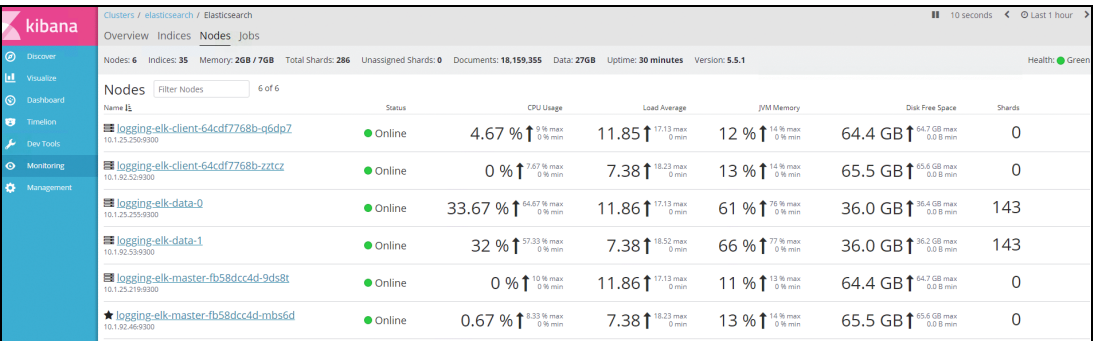 kibana
Discover
Visualize
Dashboard
Timelion
Dev Tools
Monitoring
Management
Clusters / elasticsearch / Elasticsearch
10 seconds Last 1 hour
Overview Indices Nodes Jobs
Nodes: 6 Indices: 35 Memory: 2GB / 7GB Total Shards: 286 Unassigned Shards: 0 Documents: 18,159,355 Data: 27GB Uptime: 30 minutes Version: 5.5.1 Health: Green
Nodes Filter Nodes 6 of 6
Name Status CPU Usage Load Average JVM Memory Disk Free Space Shards
logging-elk-client-64cdf7768b-q6dp7 Online 4.67 % 9 % max 0 % min 11.85 17.13 max 0 min 12 % 14 % max 0 % min 64.4 GB 64.7 GB max 0.0 B min 0
10.1.25.250:9300
logging-elk-client-64cdf7768b-zztcz Online 0 % 7.67 % max 0 % min 7.38 18.23 max 0 min 13 % 14 % max 0 % min 65.5 GB 65.6 GB max 0.0 B min 0
10.1.92.52:9300
logging-elk-data-0 Online 33.67 % 64.67 % max 0 % min 11.86 17.13 max 0 min 61 % 76 % max 0 % min 36.0 GB 36.4 GB max 0.0 B min 143
10.1.25.255:9300
logging-elk-data-1 Online 32 % 57.33 % max 0 % min 7.38 18.52 max 0 min 66 % 77 % max 0 % min 36.0 GB 36.2 GB max 0.0 B min 143
10.1.92.53:9300
logging-elk-master-fb58dcc4d-9ds8t Online 0 % 10 % max 0 % min 11.86 17.13 max 0 min 11 % 13 % max 0 % min 64.4 GB 64.7 GB max 0.0 B min 0
10.1.25.219:9300
logging-elk-master-fb58dcc4d-mbs6d Online 0.67 % 8.33 % max 0 % min 7.38 18.23 max 0 min 13 % 14 % max 0 % min 65.5 GB 65.6 GB max 0.0 B min 0
10.1.92.46:9300